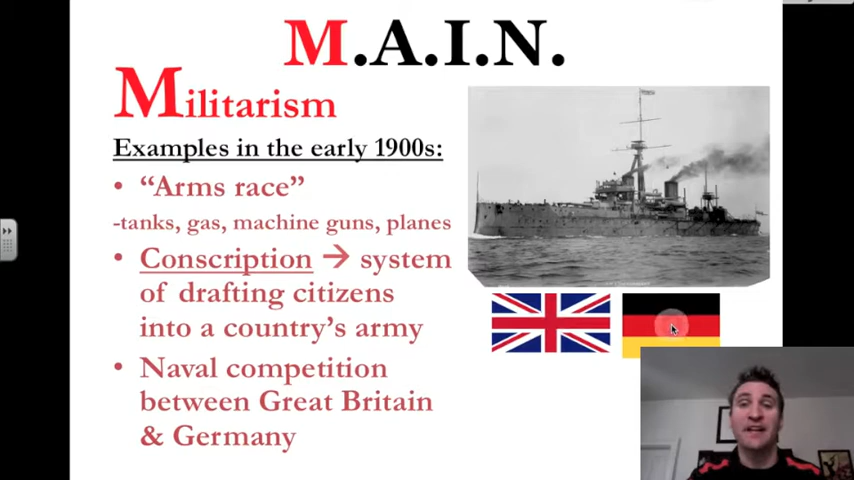 M.A.I.N.
Militarism
Examples in the early 1900s:
• “Arms race”
-tanks, gas, machine guns, planes
• Conscription → system
of drafting citizens
into a country’s army
• Naval competition
between Great Britain
& Germany